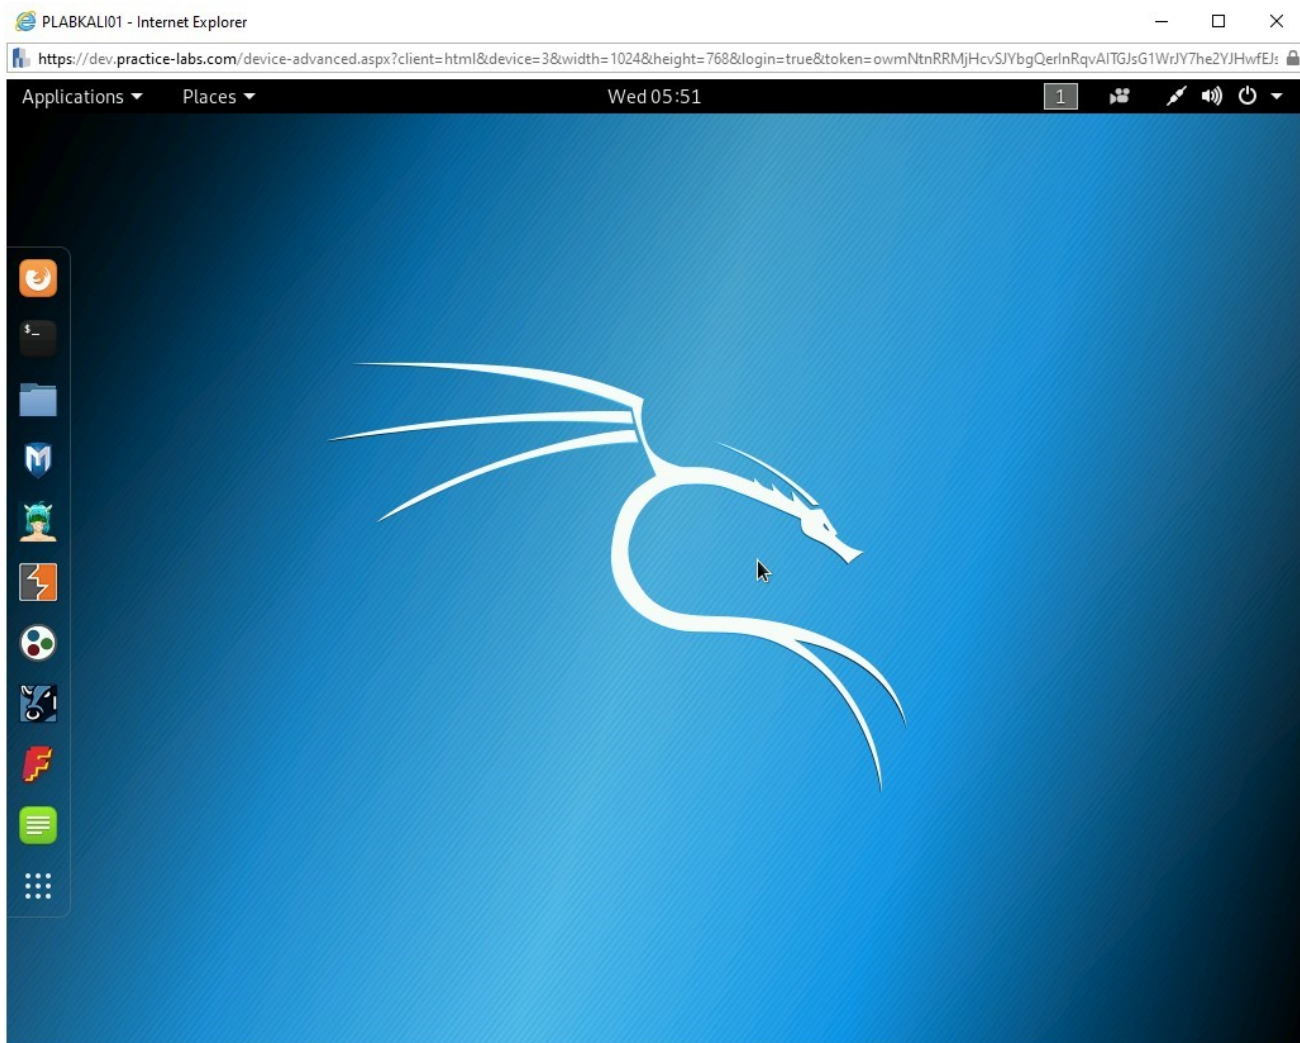 PLABKALI01 - Internet Explorer
https://dev.practice-labs.com/device-advanced.aspx?client=html&device=3&width=1024&height=768&login=true&token=
Applications Places Wed 05:51 1
$_